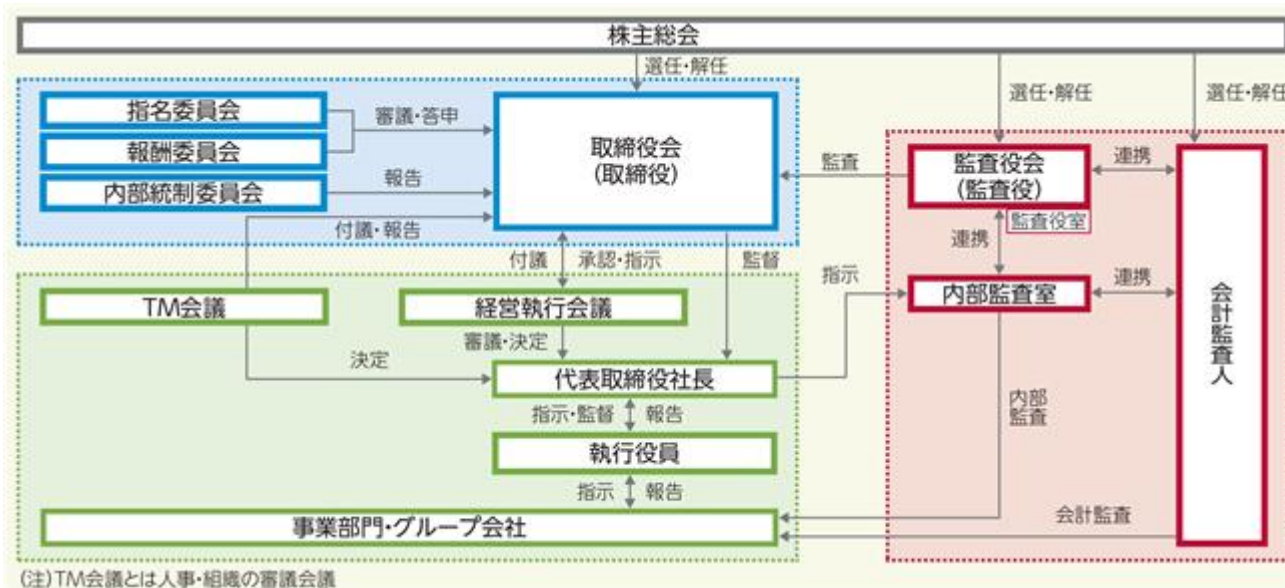 株主総会
選任・解任
選任・解任
選任・解任
指名委員会
報酬委員会
内部統制委員会
審議・答申
報告
付議・報告
取締役会
(取締役)
監査
監査役会
(監査役)
監査役室
連携
連携
内部監査室
連携
会計監査人
付議
承認・指示
監督
指示
TM会議
経営執行会議
審議・決定
決定
代表取締役社長
指示・監督
報告
執行役員
指示
報告
事業部門・グループ会社
内部
監査
会計監査
(注)TM会議とは人事・組織の審議会議